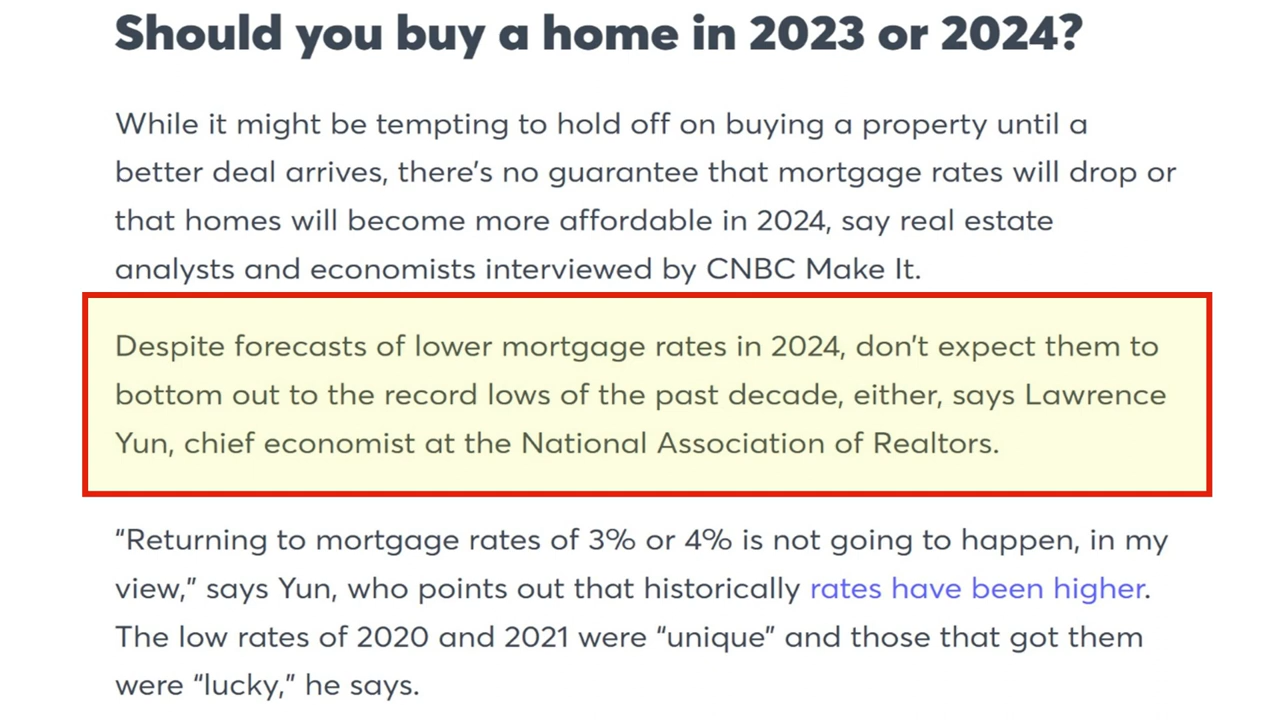 Should you buy a home in 2023 or 2024?
While it might be tempting to hold off on buying a property until a
better deal arrives, there’s no guarantee that mortgage rates will drop or
that homes will become more affordable in 2024, say real estate
analysts and economists interviewed by CNBC Make It.
Despite forecasts of lower mortgage rates in 2024, don’t expect them to
bottom out to the record lows of the past decade, either, says Lawrence
Yun, chief economist at the National Association of Realtors.
“Returning to mortgage rates of 3% or 4% is not going to happen, in my
view,” says Yun, who points out that historically rates have been higher.
The low rates of 2020 and 2021 were “unique” and those that got them
were “lucky,” he says.